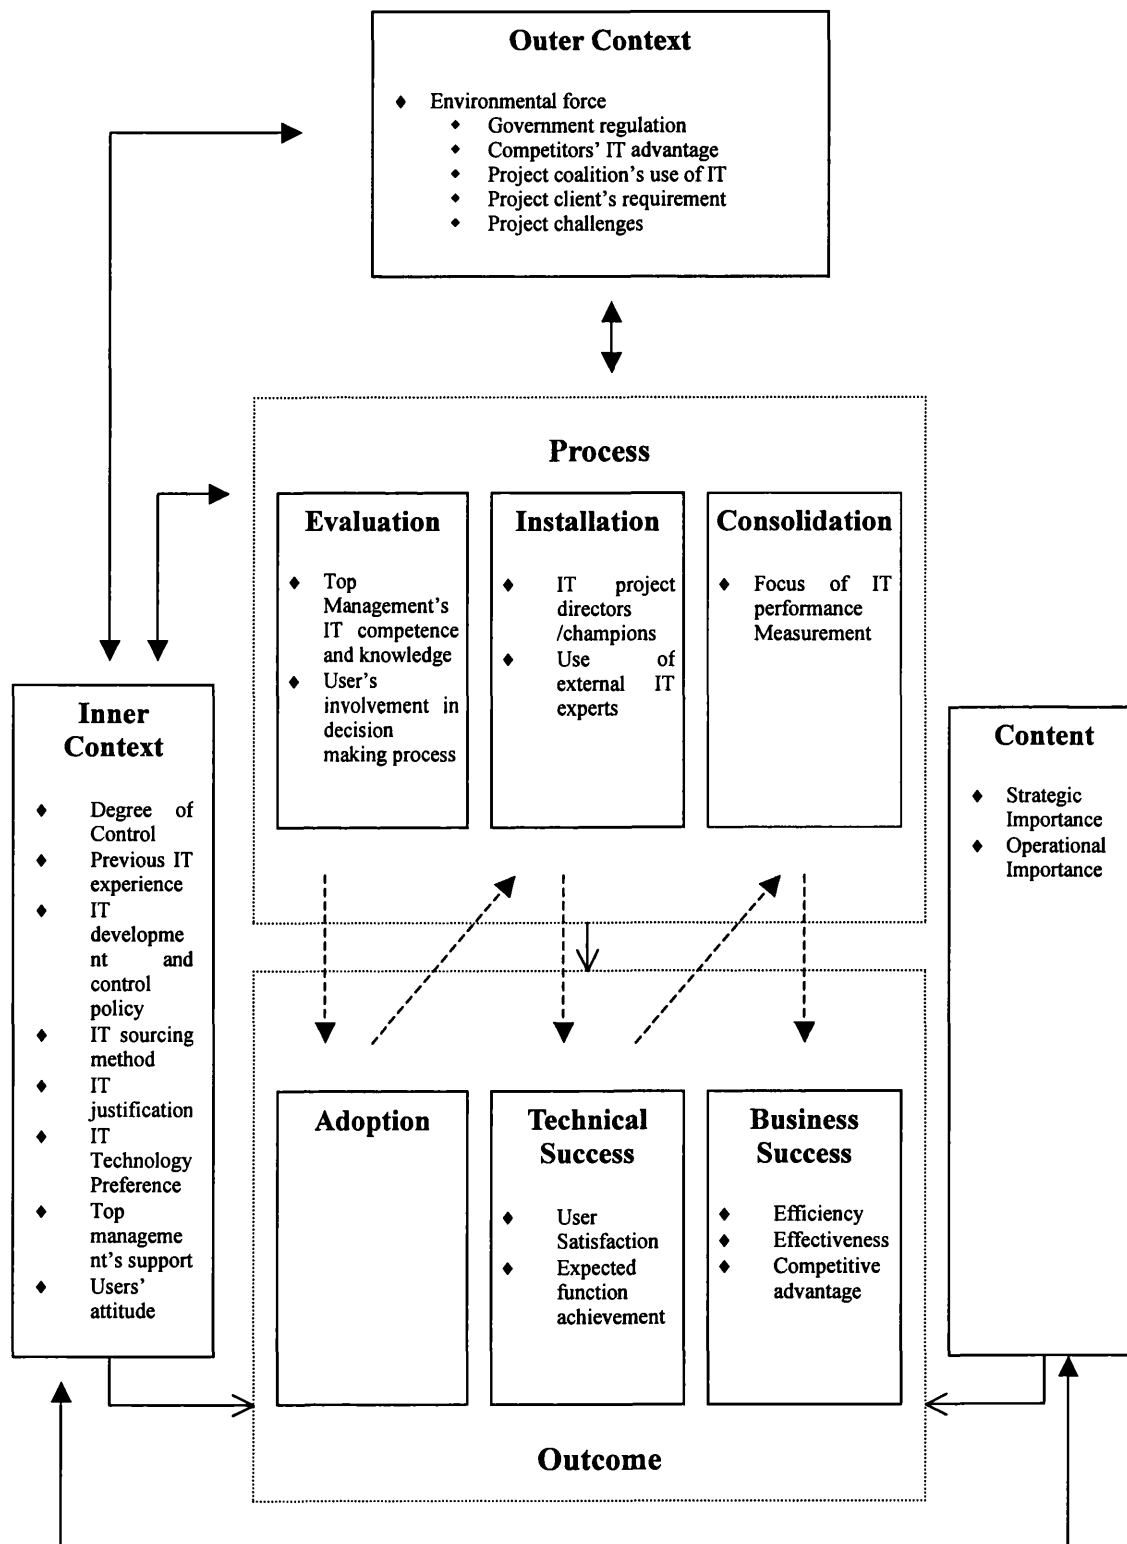 Outer Context
♦ Environmental force
♦ Government regulation
♦ Competitors' IT advantage
♦ Project coalition's use of IT
♦ Project client's requirement
♦ Project challenges
Process
Evaluation
♦ Top
Management's
IT competence
and knowledge
♦ User's
involvement in
decision
making process
Installation
♦ IT project
directors
/champions
♦ Use of
external IT
experts
Consolidation
♦ Focus of IT
performance
Measurement
Inner
Context
♦ Degree of
Control
♦ Previous IT
experience
♦ IT
developme
nt and
control
policy
♦ IT sourcing
method
♦ IT
justification
♦ IT
Technology
Preference
♦ Top
manageme
nt's support
♦ Users'
attitude
Content
♦ Strategic
Importance
♦ Operational
Importance
Adoption
Technical
Success
♦ User
Satisfaction
♦ Expected
function
achievement
Business
Success
♦ Efficiency
♦ Effectiveness
♦ Competitive
advantage
Outcome